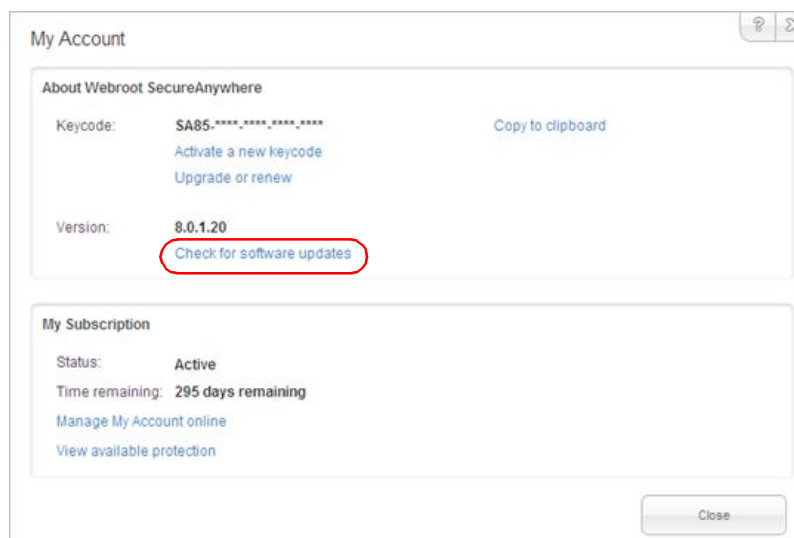 My Account
?
About Webroot SecureAnywhere
Keycode: SA85-****-****-****-**** Copy to clipboard
Activate a new keycode
Upgrade or renew
Version: 8.0.1.20
Check for software updates
My Subscription
Status: Active
Time remaining: 295 days remaining
Manage My Account online
View available protection
Close